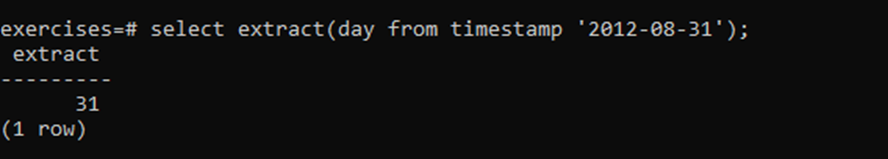 exercises=# select extract(day from timestamp '2012-08-31');
 extract
---------
      31
(1 row)